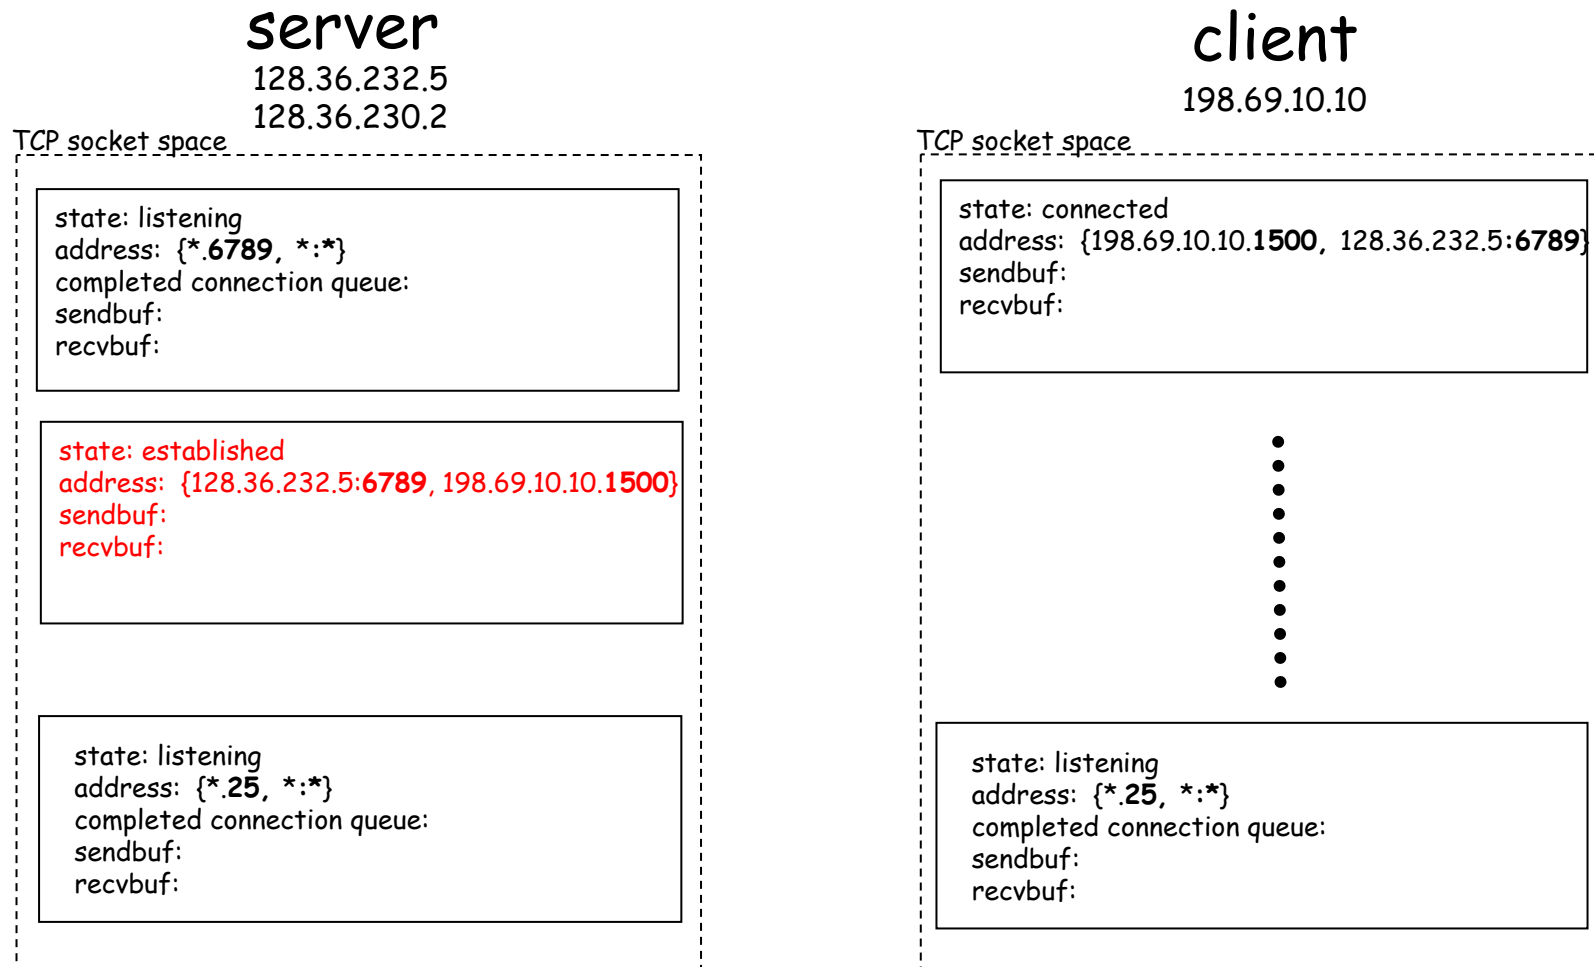 server
128.36.232.5
128.36.230.2
TCP socket space
state: listening
address: {*.6789, *:*}
completed connection queue:
sendbuf:
recvbuf:
state: established
address: {128.36.232.5:6789, 198.69.10.10.1500}
sendbuf:
recvbuf:
state: listening
address: {*.25, *:*}
completed connection queue:
sendbuf:
recvbuf:
client
198.69.10.10
TCP socket space
state: connected
address: {198.69.10.10.1500, 128.36.232.5:6789}
sendbuf:
recvbuf:
state: listening
address: {*.25, *:*}
completed connection queue:
sendbuf:
recvbuf: